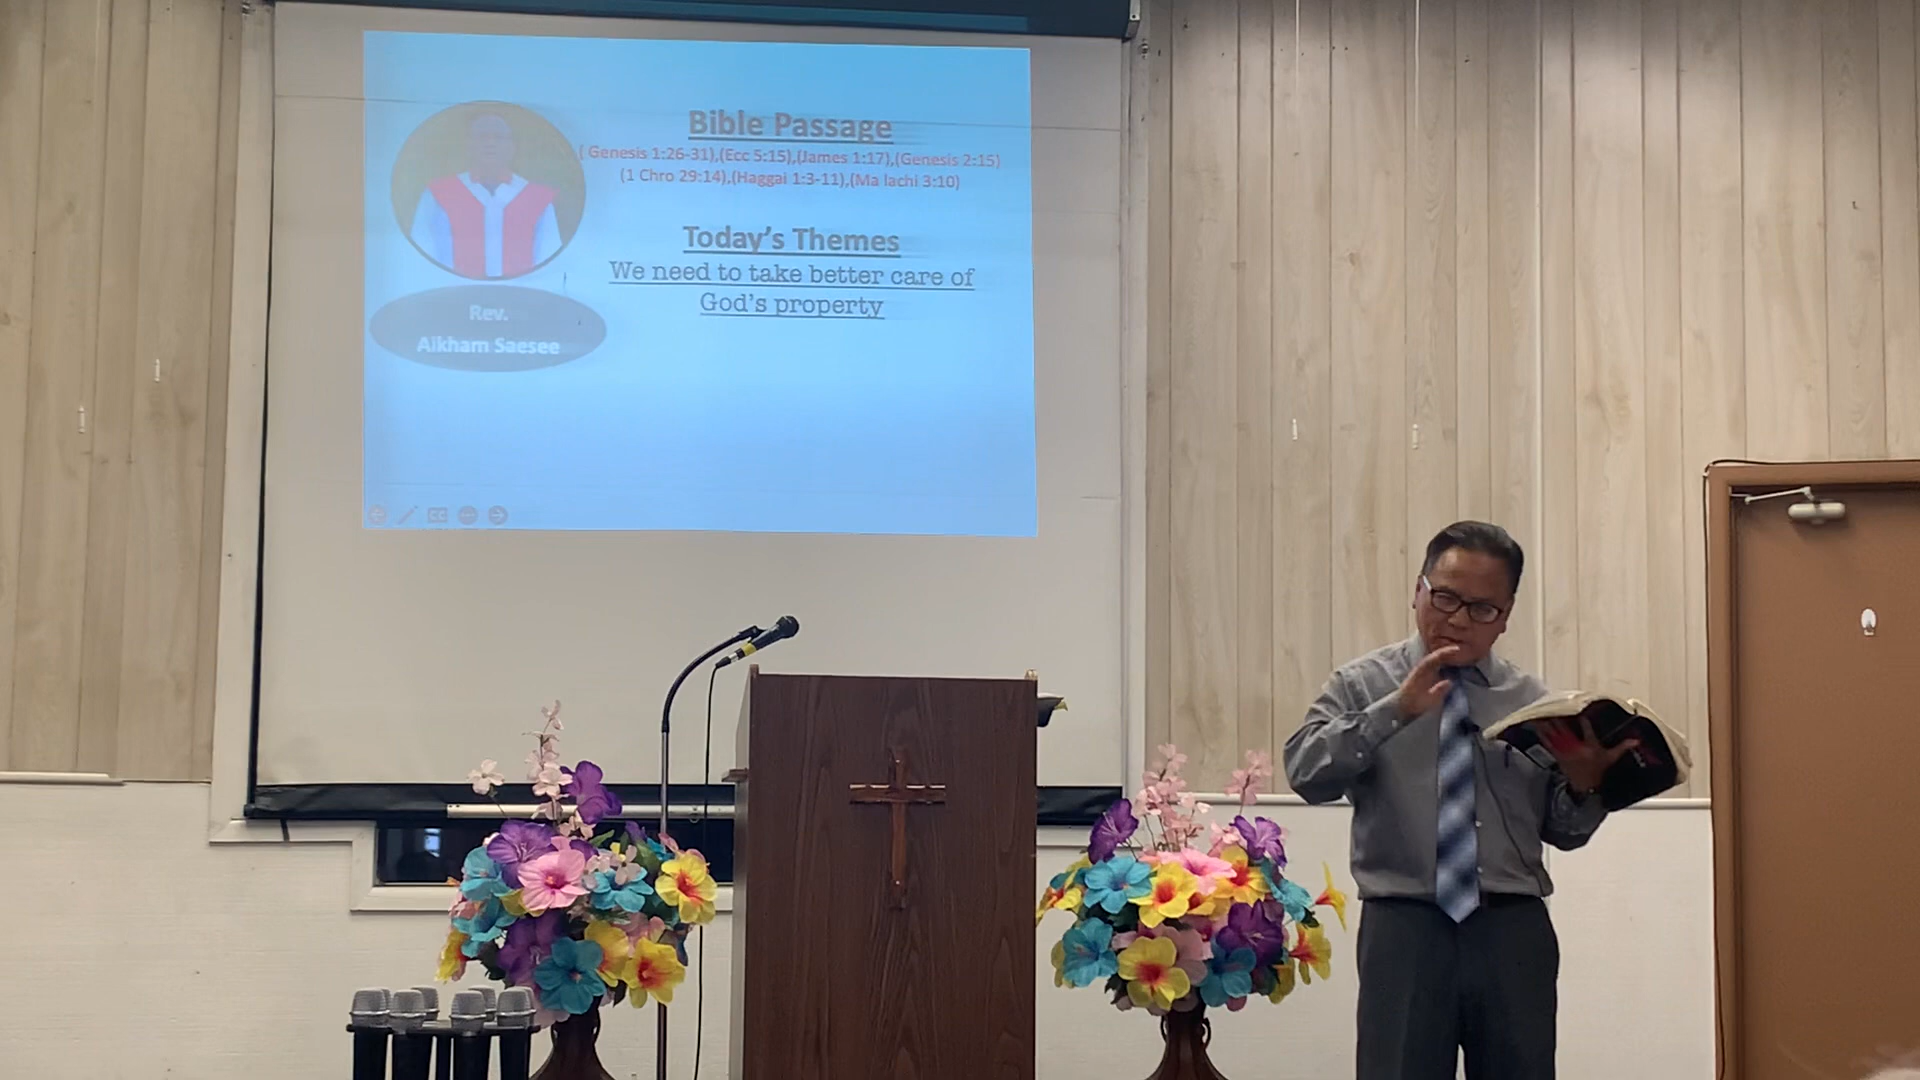 Bible Passage
( Genesis 1:26-31),(Ecc 5:15),(James 1:17),(Genesis 2:15)
(1 Chro 29:14),(Haggai 1:3-11),(Ma lachi 3:10)
Today's Themes
We need to take better care of
God's property
Rev.
Aikham Saesee
CC